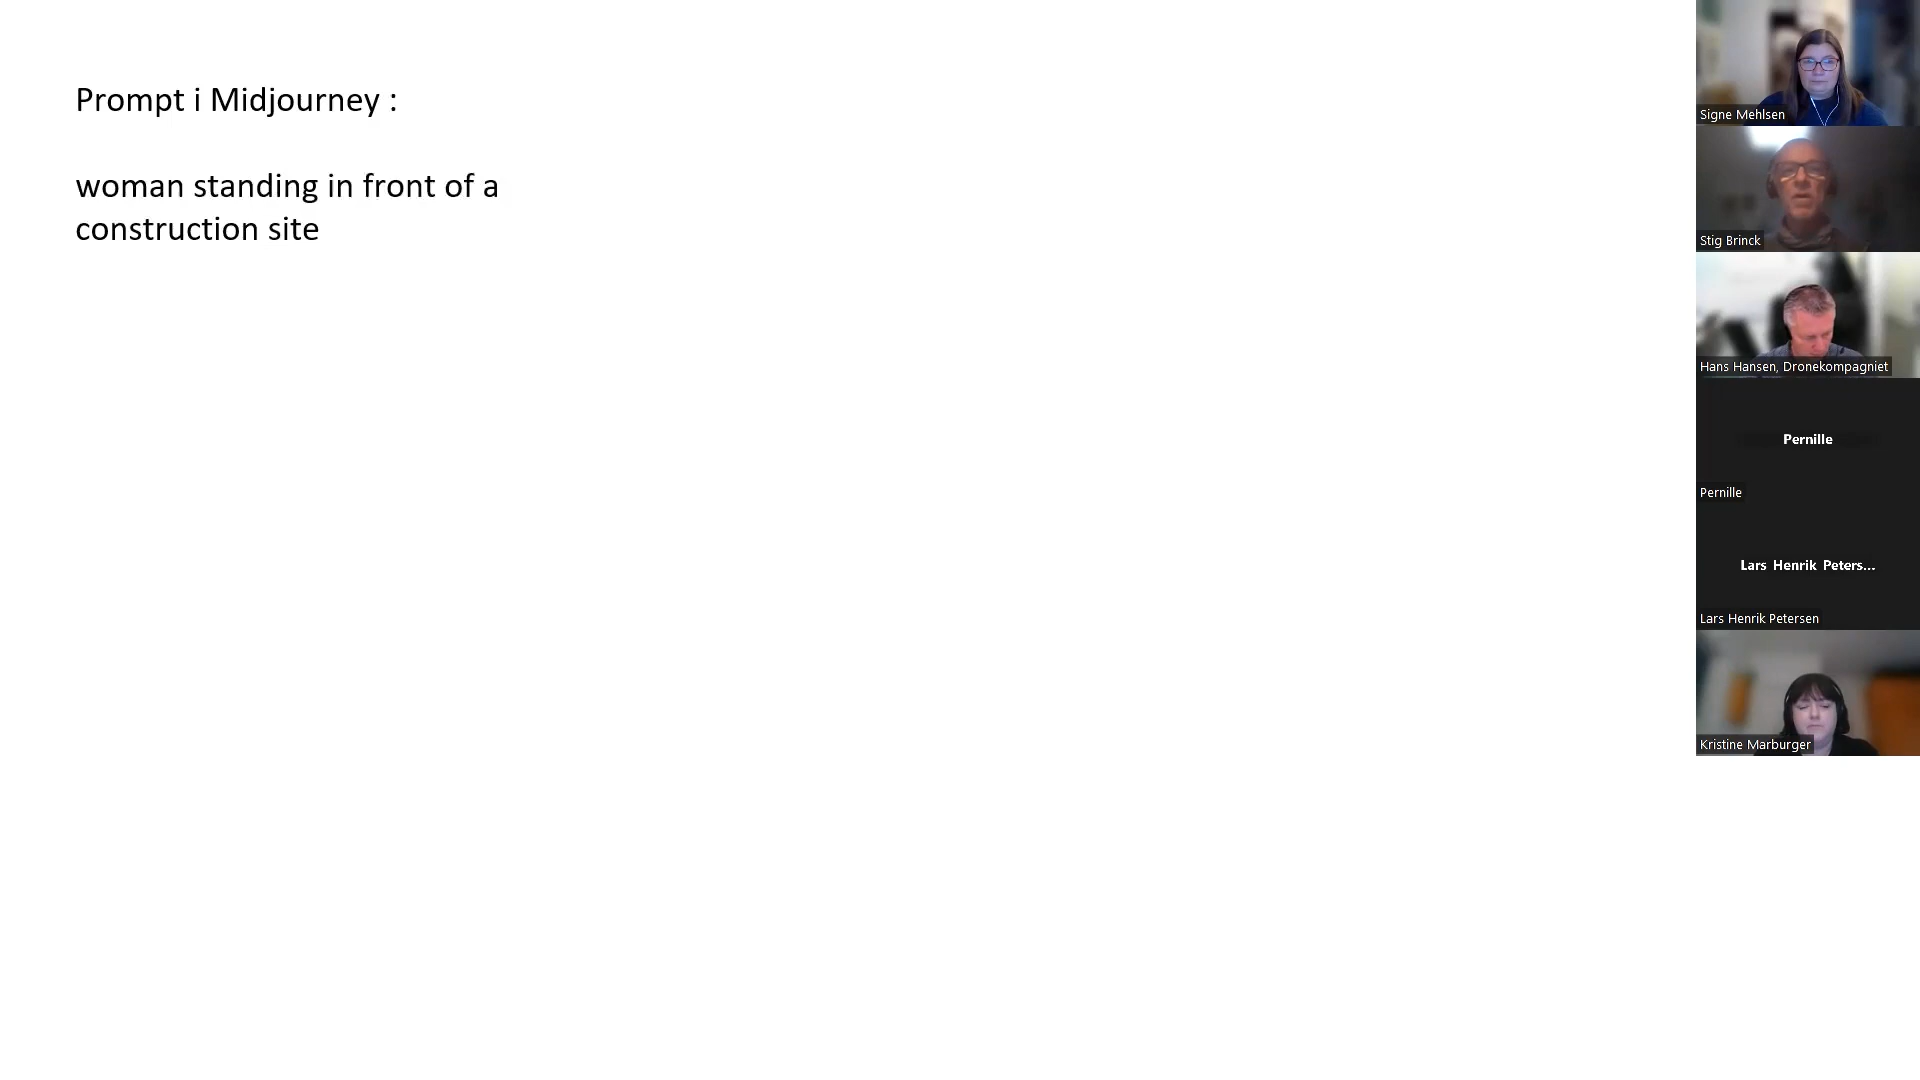 Prompt i Midjourney :
woman standing in front of a
construction site
Signe Mehlsen
Stig Brinck
Hans Hansen, Dronekompagniet
Pernille
Pernille
Lars Henrik Peters...
Lars Henrik Petersen
Kristine Marburger